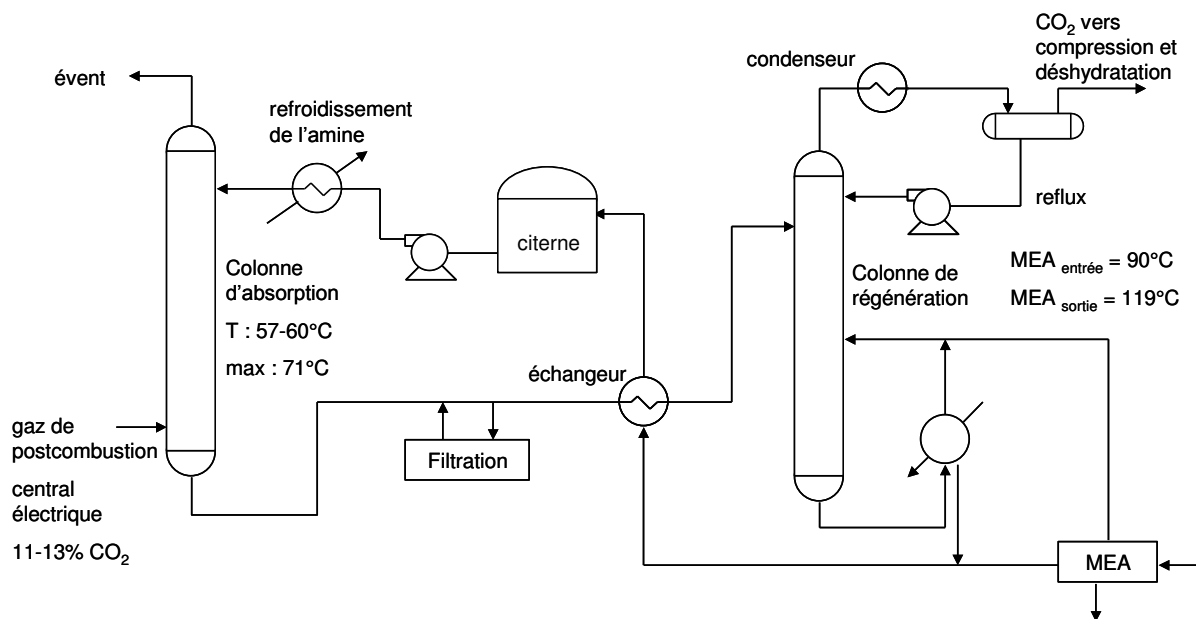 évent
refroidissement
de l’amine
condenseur
CO2 vers
compression et
déshydratation
citerne
reflux
Colonne
d’absorption
T : 57-60°C
max : 71°C
Colonne de
régénération
MEA entrée = 90°C
MEA sortie = 119°C
échangeur
gaz de
postcombustion
central
électrique
11-13% CO2
Filtration
MEA